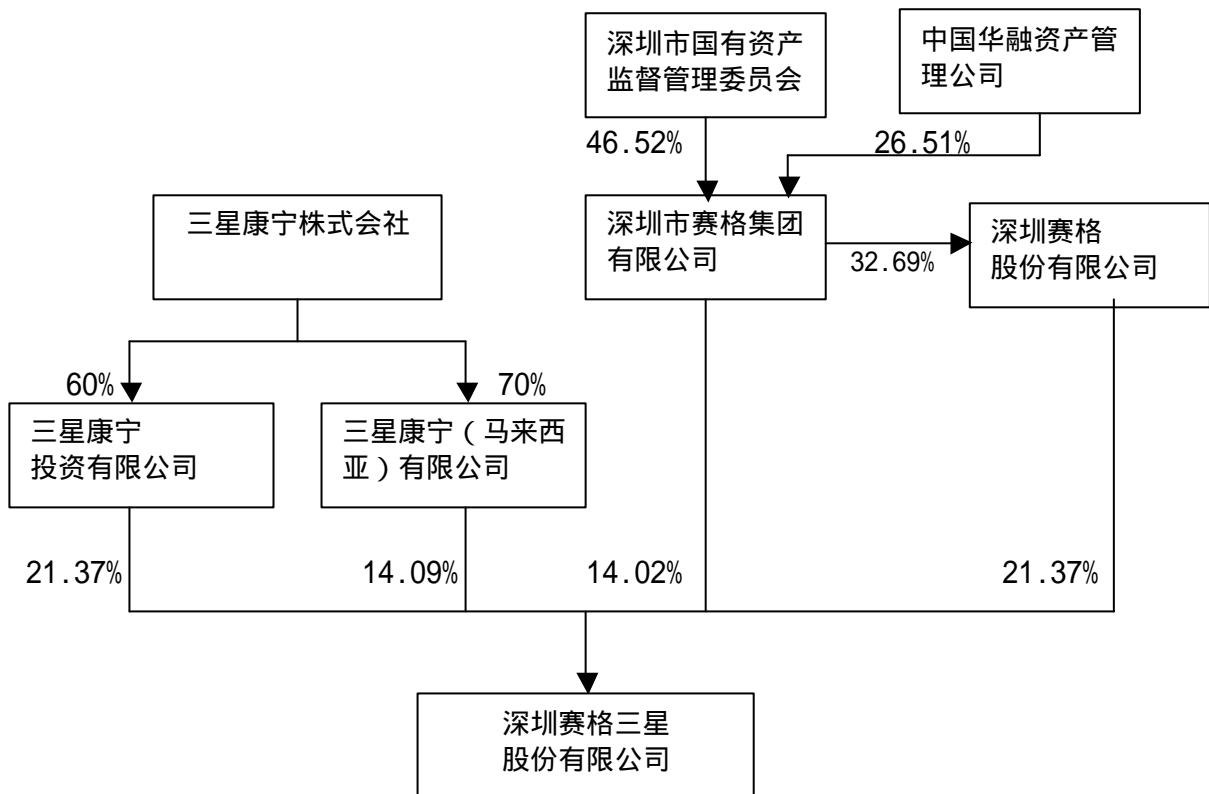 深圳市国有资产
监督管理委员会
中国华融资产管
理公司
46.52%
26.51%
三星康宁株式会社
深圳市赛格集团
有限公司
32.69%
深圳赛格
股份有限公司
60%
70%
三星康宁
投资有限公司
三星康宁（马来西
亚）有限公司
21.37%
14.09%
14.02%
21.37%
深圳赛格三星
股份有限公司